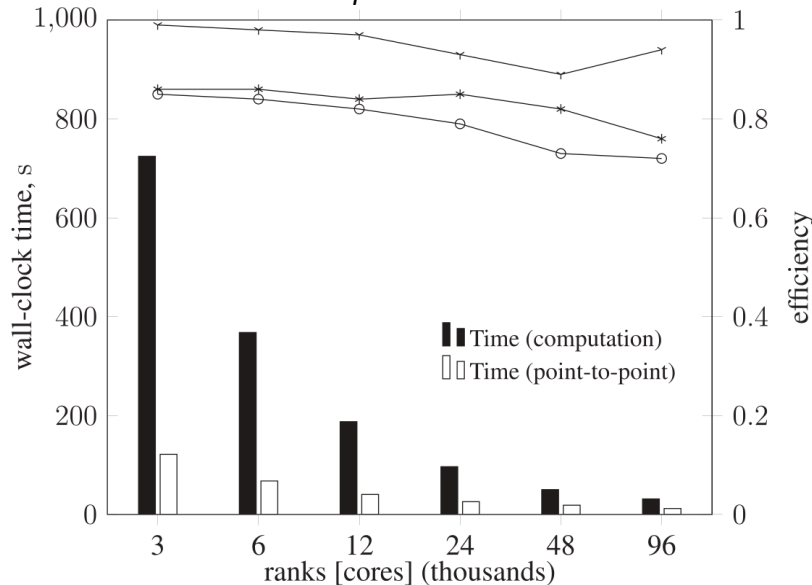 1,000
800
600
400
200
0
wall-clock time, s
1
0.8
0.6
0.4
0.2
0
efficiency
Time (computation)
Time (point-to-point)
3 6 12 24 48 96
ranks [cores] (thousands)